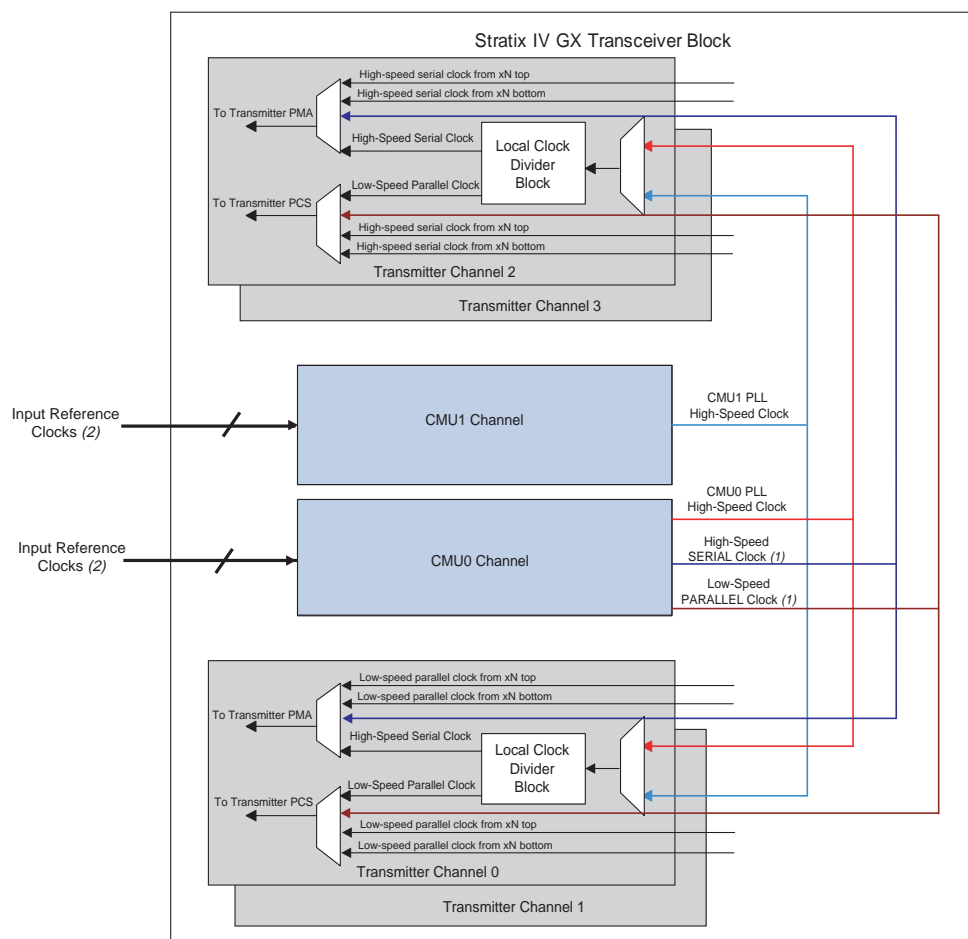 Stratix IV GX Transceiver Block
High-speed serial clock from xN top
High-speed serial clock from xN bottom
To Transmitter PMA
High-Speed Serial Clock
Local Clock
Divider
Block
Low-Speed Parallel Clock
To Transmitter PCS
High-speed serial clock from xN top
High-speed serial clock from xN bottom
Transmitter Channel 2
Transmitter Channel 3
Input Reference
Clocks (2)
CMU1 Channel
CMU1 PLL
High-Speed Clock
CMU0 PLL
High-Speed Clock
Input Reference
Clocks (2)
CMU0 Channel
High-Speed
SERIAL Clock (1)
Low-Speed
PARALLEL Clock (1)
Low-speed parallel clock from xN top
Low-speed parallel clock from xN bottom
To Transmitter PMA
High-Speed Serial Clock
Local Clock
Divider
Block
Low-Speed Parallel Clock
To Transmitter PCS
Low-speed parallel clock from xN top
Low-speed parallel clock from xN bottom
Transmitter Channel 0
Transmitter Channel 1